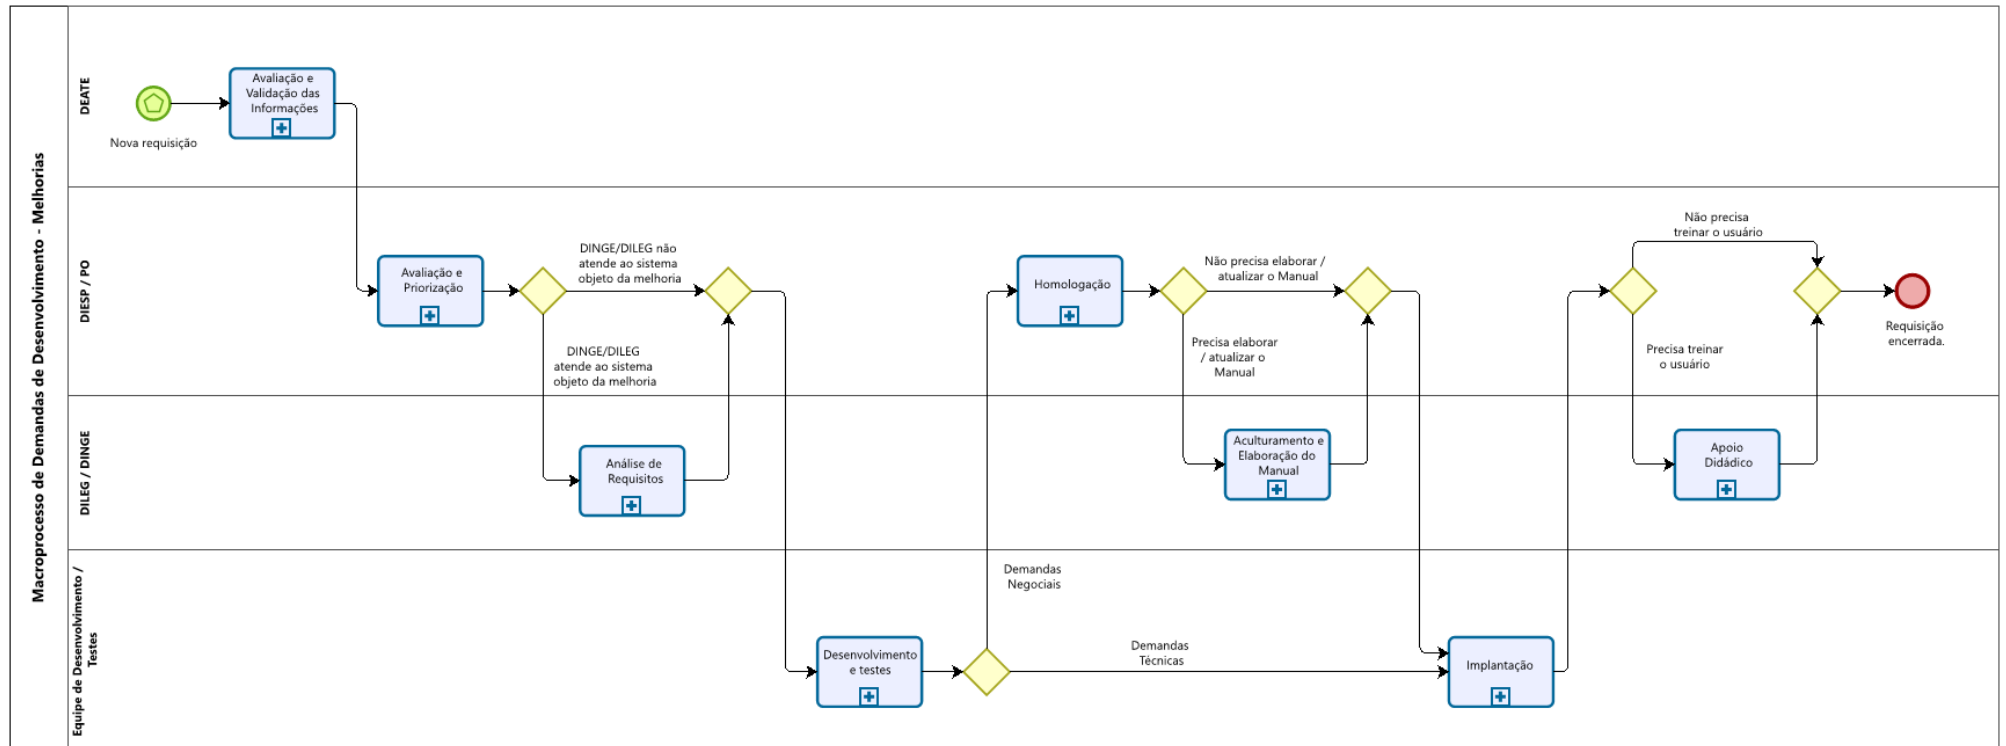 Macroprocesso de Demandas de Desenvolvimento - Melhorias
DEATE
Nova requisição
Avaliação e
Validação das
Informações
DIESP / PO
Avaliação e
Priorização
DINGE/DILEG não
atende ao sistema
objeto da melhoria
DINGE/DILEG
atende ao sistema
objeto da melhoria
Homologação
Não precisa elaborar /
atualizar o Manual
Precisa elaborar
/ atualizar o
Manual
Não precisa
treinar o usuário
Precisa treinar
o usuário
Requisição
encerrada.
DILEG / DINGE
Análise de
Requisitos
Aculturamento e
Elaboração do
Manual
Apoio
Didádico
Equipe de Desenvolvimento /
Testes
Desenvolvimento
e testes
Demandas
Negociais
Demandas
Técnicas
Implantação